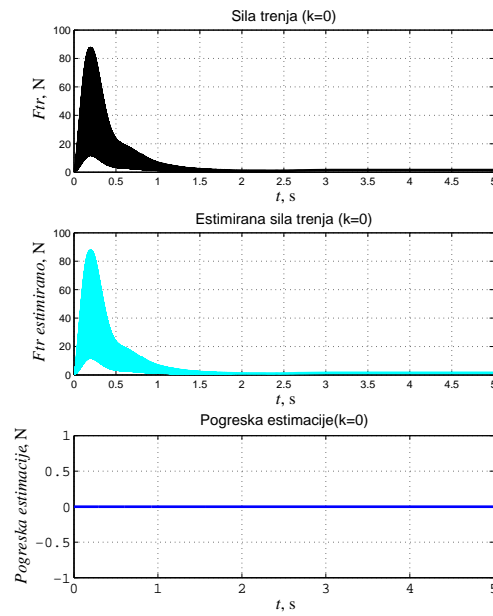 Sila trenja (k=0)
100
80
60
40
20
0
Ftr, N
0 0.5 1 1.5 2 2.5 3 3.5 4 4.5 5
t, s
Estimirana sila trenja (k=0)
100
80
60
40
20
0
Ftr estimirano, N
0 0.5 1 1.5 2 2.5 3 3.5 4 4.5 5
t, s
Pogreska estimacije(k=0)
1
0.5
0
−0.5
−1
Pogreska estimacije, N
0 1 2 3 4 5
t, s